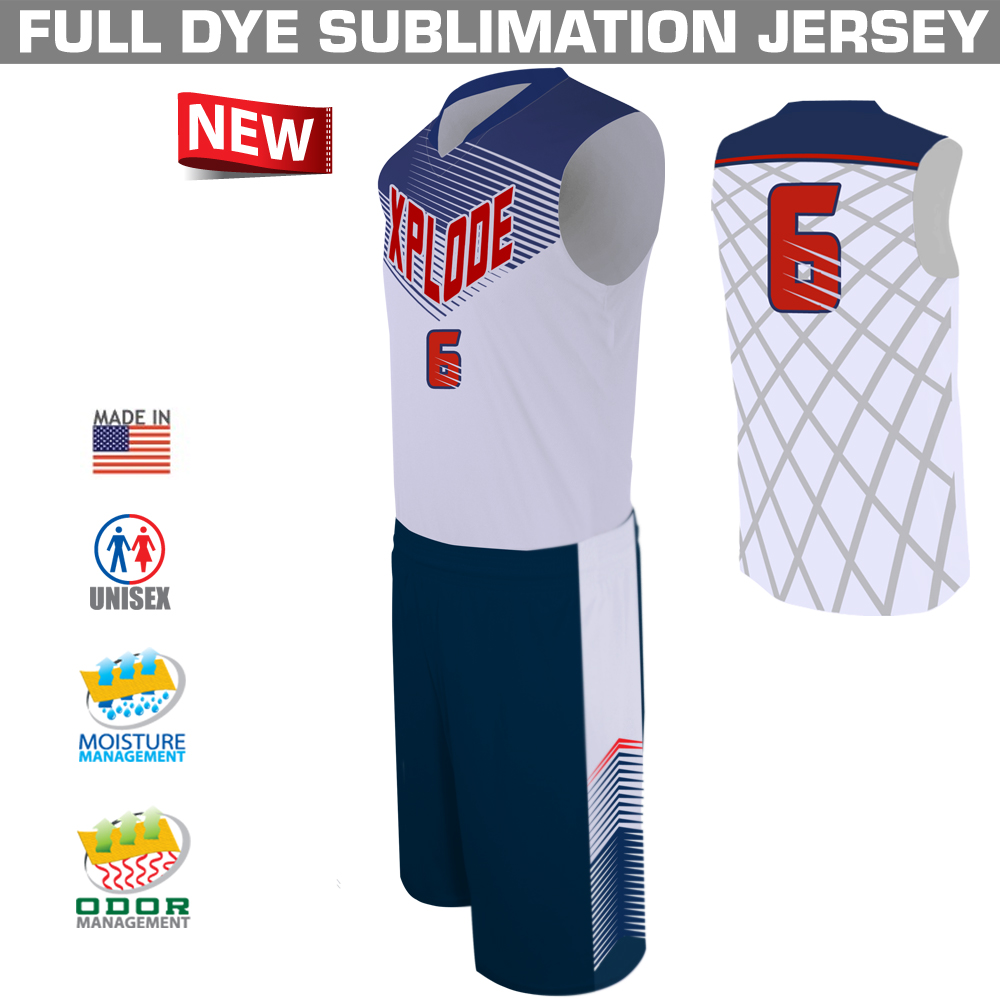 FULL DYE SUBLIMATION JERSEY
NEW
XPLODE
6
6
MADE IN
UNISEX
MOISTURE
MANAGEMENT
ODOR
MANAGEMENT